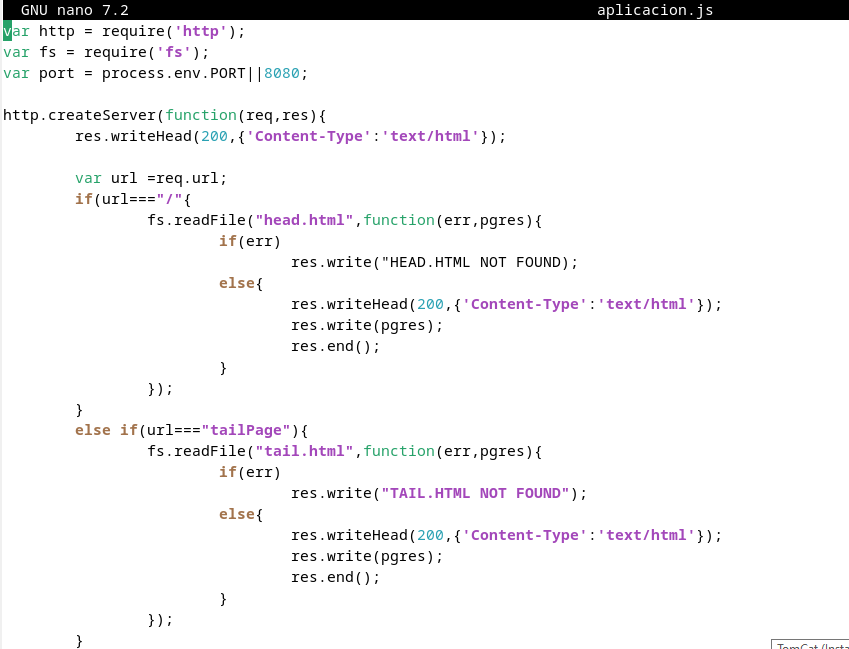 GNU nano 7.2 aplicacion.js
var http = require('http');
var fs = require('fs');
var port = process.env.PORT||8080;
http.createServer(function(req,res){
res.writeHead(200,{'Content-Type':'text/html'});
var url =req.url;
if(url==="/"{
fs.readFile("head.html",function(err,pgres){
if(err)
res.write("HEAD.HTML NOT FOUND);
else{
res.writeHead(200,{'Content-Type':'text/html'});
res.write(pgres);
res.end();
}
});
}
else if(url==="tailPage"){
fs.readFile("tail.html",function(err,pgres){
if(err)
res.write("TAIL.HTML NOT FOUND");
else{
res.writeHead(200,{'Content-Type':'text/html'});
res.write(pgres);
res.end();
}
});
}